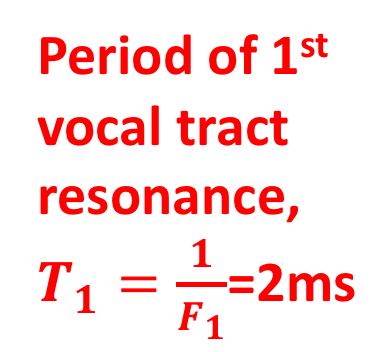 Period of 1st
vocal tract
resonance,
T₁ = 1/F₁=2ms